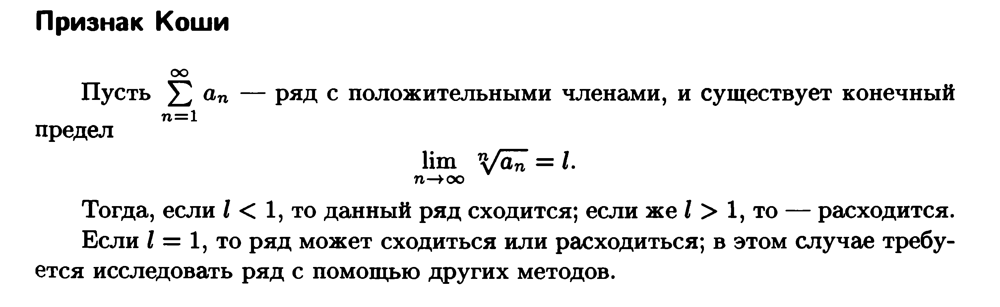 Признак Коши
Пусть $\sum\limits_{n=1}^{\infty} a_n$ — ряд с положительными членами, и существует конечный
предел
$\lim\limits_{n\to\infty} \sqrt[n]{a_n} = l.$
Тогда, если $l < 1$, то данный ряд сходится; если же $l > 1$, то — расходится.
Если $l = 1$, то ряд может сходиться или расходиться; в этом случае требу-
ется исследовать ряд с помощью других методов.